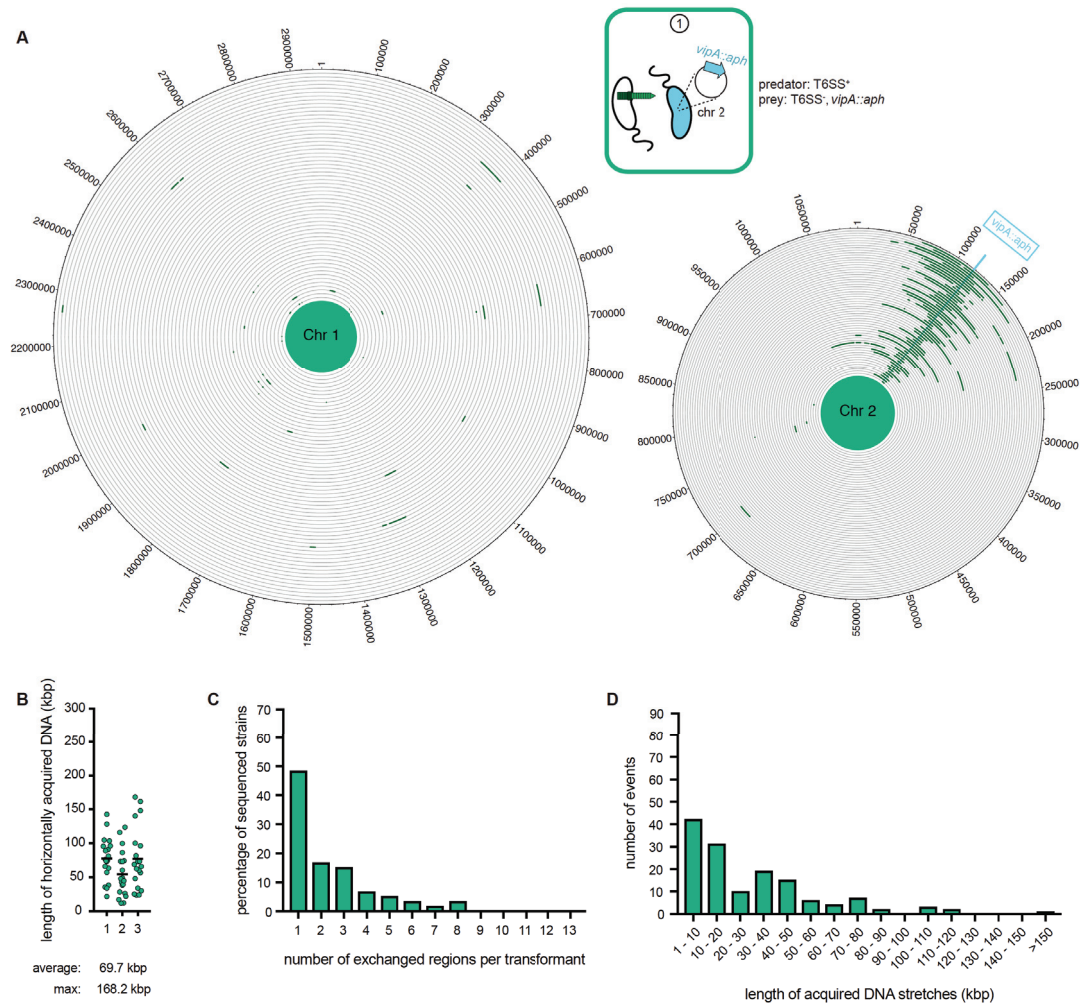 A
1
vipA::aph
chr 2
predator: T6SS+
prey: T6SS-, vipA::aph
1
200000
300000
400000
500000
600000
700000
800000
900000
1000000
1100000
1200000
1300000
1400000
1500000
1600000
1700000
1800000
1900000
2000000
2100000
2200000
2300000
2400000
2500000
2600000
2700000
2900000
Chr 1
1
50000
100000
vipA::aph
150000
200000
250000
300000
350000
400000
450000
500000
550000
600000
650000
700000
750000
800000
850000
900000
950000
1000000
1050000
Chr 2
B
length of horizontally acquired DNA (kbp)
300
250
200
150
100
50
0
1 2 3
average: 69.7 kbp
max: 168.2 kbp
C
percentage of sequenced strains
70
60
50
40
30
20
10
0
1 2 3 4 5 6 7 8 9 10 11 12 13
number of exchanged regions per transformant
D
number of events
90
80
60
50
40
30
20
10
0
1 - 10
10 - 20
20 - 30
30 - 40
40 - 50
50 - 60
60 - 70
70 - 80
80 - 90
90 - 100
100 - 110
110 - 120
120 - 130
130 - 140
140 - 150
>150
length of acquired DNA stretches (kbp)